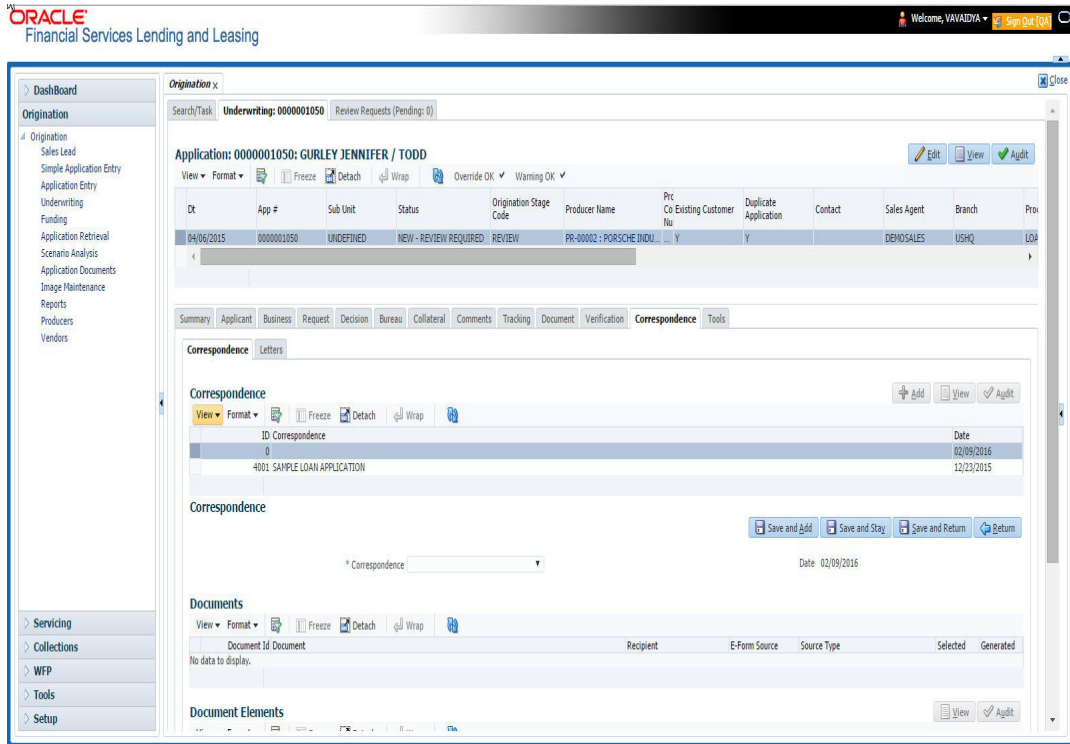 ORACLE
Financial Services Lending and Leasing
Welcome, VAVAIDYA
Sign Out [QA]
DashBoard
Origination
Origination
Sales Lead
Simple Application Entry
Application Entry
Underwriting
Funding
Application Retrieval
Scenario Analysis
Application Documents
Image Maintenance
Reports
Producers
Vendors
Servicing
Collections
WFP
Tools
Setup
Origination x
Close
Search/Task Underwriting: 0000001050 Review Requests (Pending: 0)
Application: 0000001050: GURLEY JENNIFER / TODD
Edit View Audit
View Format Freeze Detach Wrap Override OK Warning OK
Dt App # Sub Unit Status Origination Stage Code Producer Name Prc Co Nu Existing Customer Duplicate Application Contact Sales Agent Branch Proc
04/06/2015 0000001050 UNDEFINED NEW - REVIEW REQUIRED REVIEW PR-00002 : PORSCHE INDU... ... Y Y DEMOSALES USHQ LOA
Summary Applicant Business Request Decision Bureau Collateral Comments Tracking Document Verification Correspondence Tools
Correspondence Letters
Correspondence
Add View Audit
View Format Freeze Detach Wrap
ID Correspondence Date
0 02/09/2016
4001 SAMPLE LOAN APPLICATION 12/23/2015
Correspondence
Save and Add Save and Stay Save and Return Return
* Correspondence Date 02/09/2016
Documents
View Format Freeze Detach Wrap
Document Id Document Recipient E-Form Source Source Type Selected Generated
No data to display.
Document Elements
View Audit